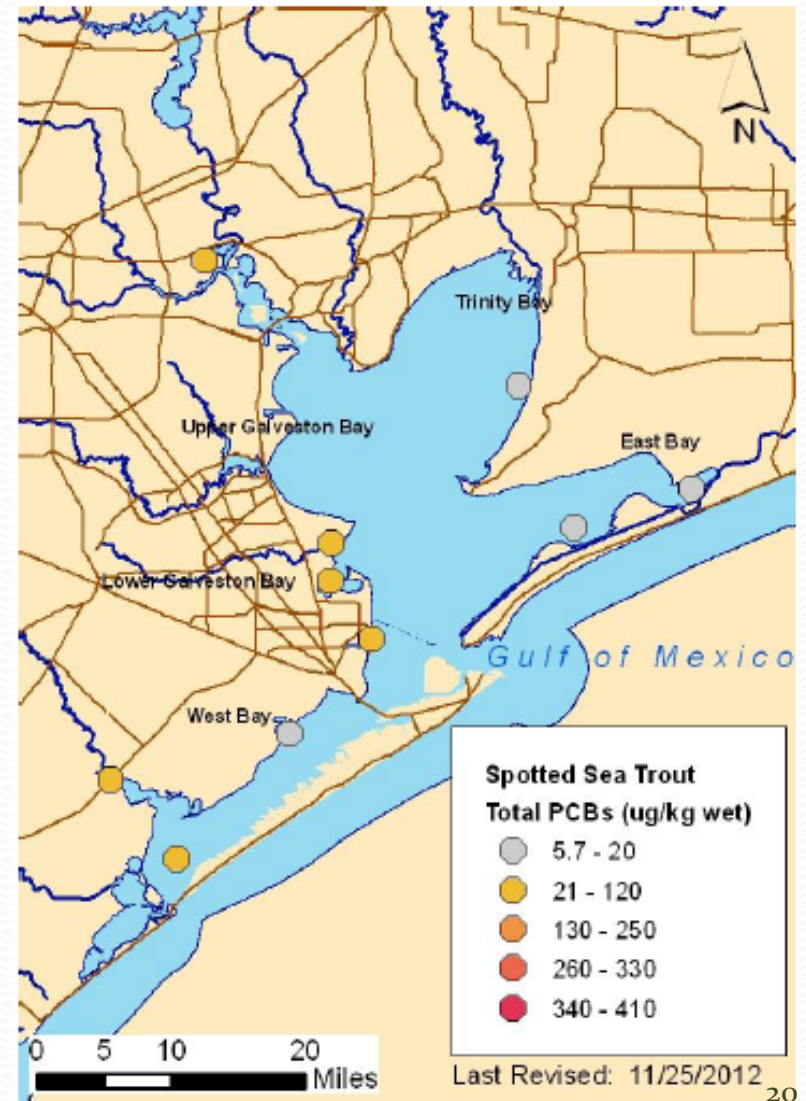 N
Trinity Bay
Upper Galveston Bay
East Bay
Lower Galveston Bay
Gulf of Mexico
West Bay
Spotted Sea Trout
Total PCBs (ug/kg wet)
5.7 - 20
21 - 120
130 - 250
260 - 330
340 - 410
0 5 10 20
Miles
Last Revised: 11/25/2012
20